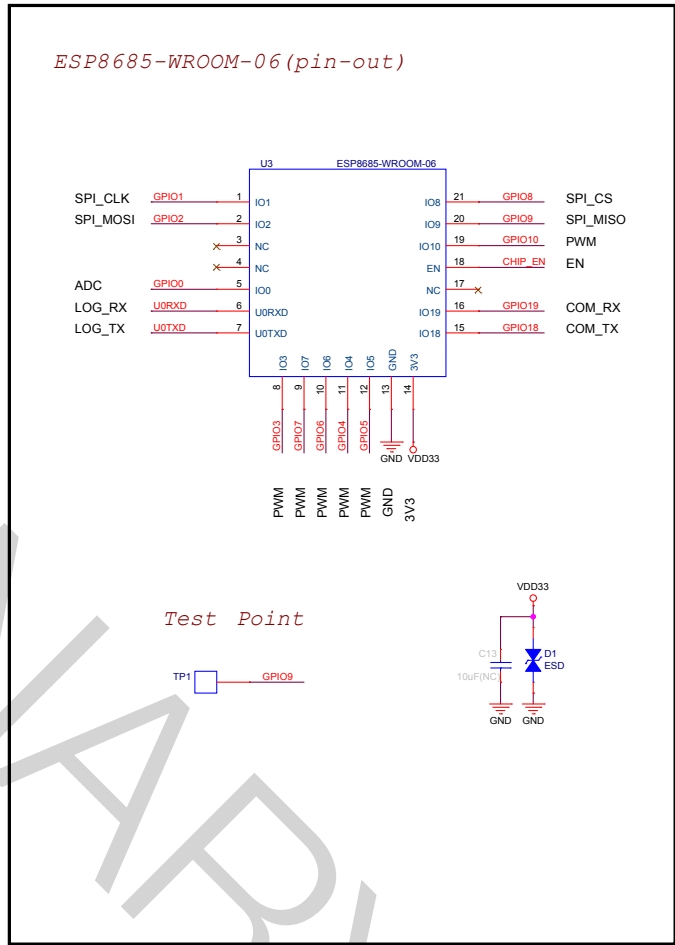 ESP8685-WROOM-06(pin-out)
U3 ESP8685-WROOM-06
SPI_CLK GPIO1 1 IO1 IO8 21 GPIO8 SPI_CS
SPI_MOSI GPIO2 2 IO2 IO9 20 GPIO9 SPI_MISO
3 NC IO10 19 GPIO10 PWM
4 NC EN 18 CHIP_EN EN
ADC GPIO0 5 IO0 NC 17
LOG_RX U0RXD 6 U0RXD IO19 16 GPIO19 COM_RX
LOG_TX U0TXD 7 U0TXD IO18 15 GPIO18 COM_TX
IO3 IO7 IO6 IO4 IO5 GND 3V3
8 9 10 11 12 13 14
GPIO3 GPIO7 GPIO6 GPIO4 GPIO5
GND VDD33
PWM PWM PWM PWM PWM GND 3V3
Test Point
TP1 GPIO9
VDD33
C13 D1
10uF(NC) ESD
GND GND